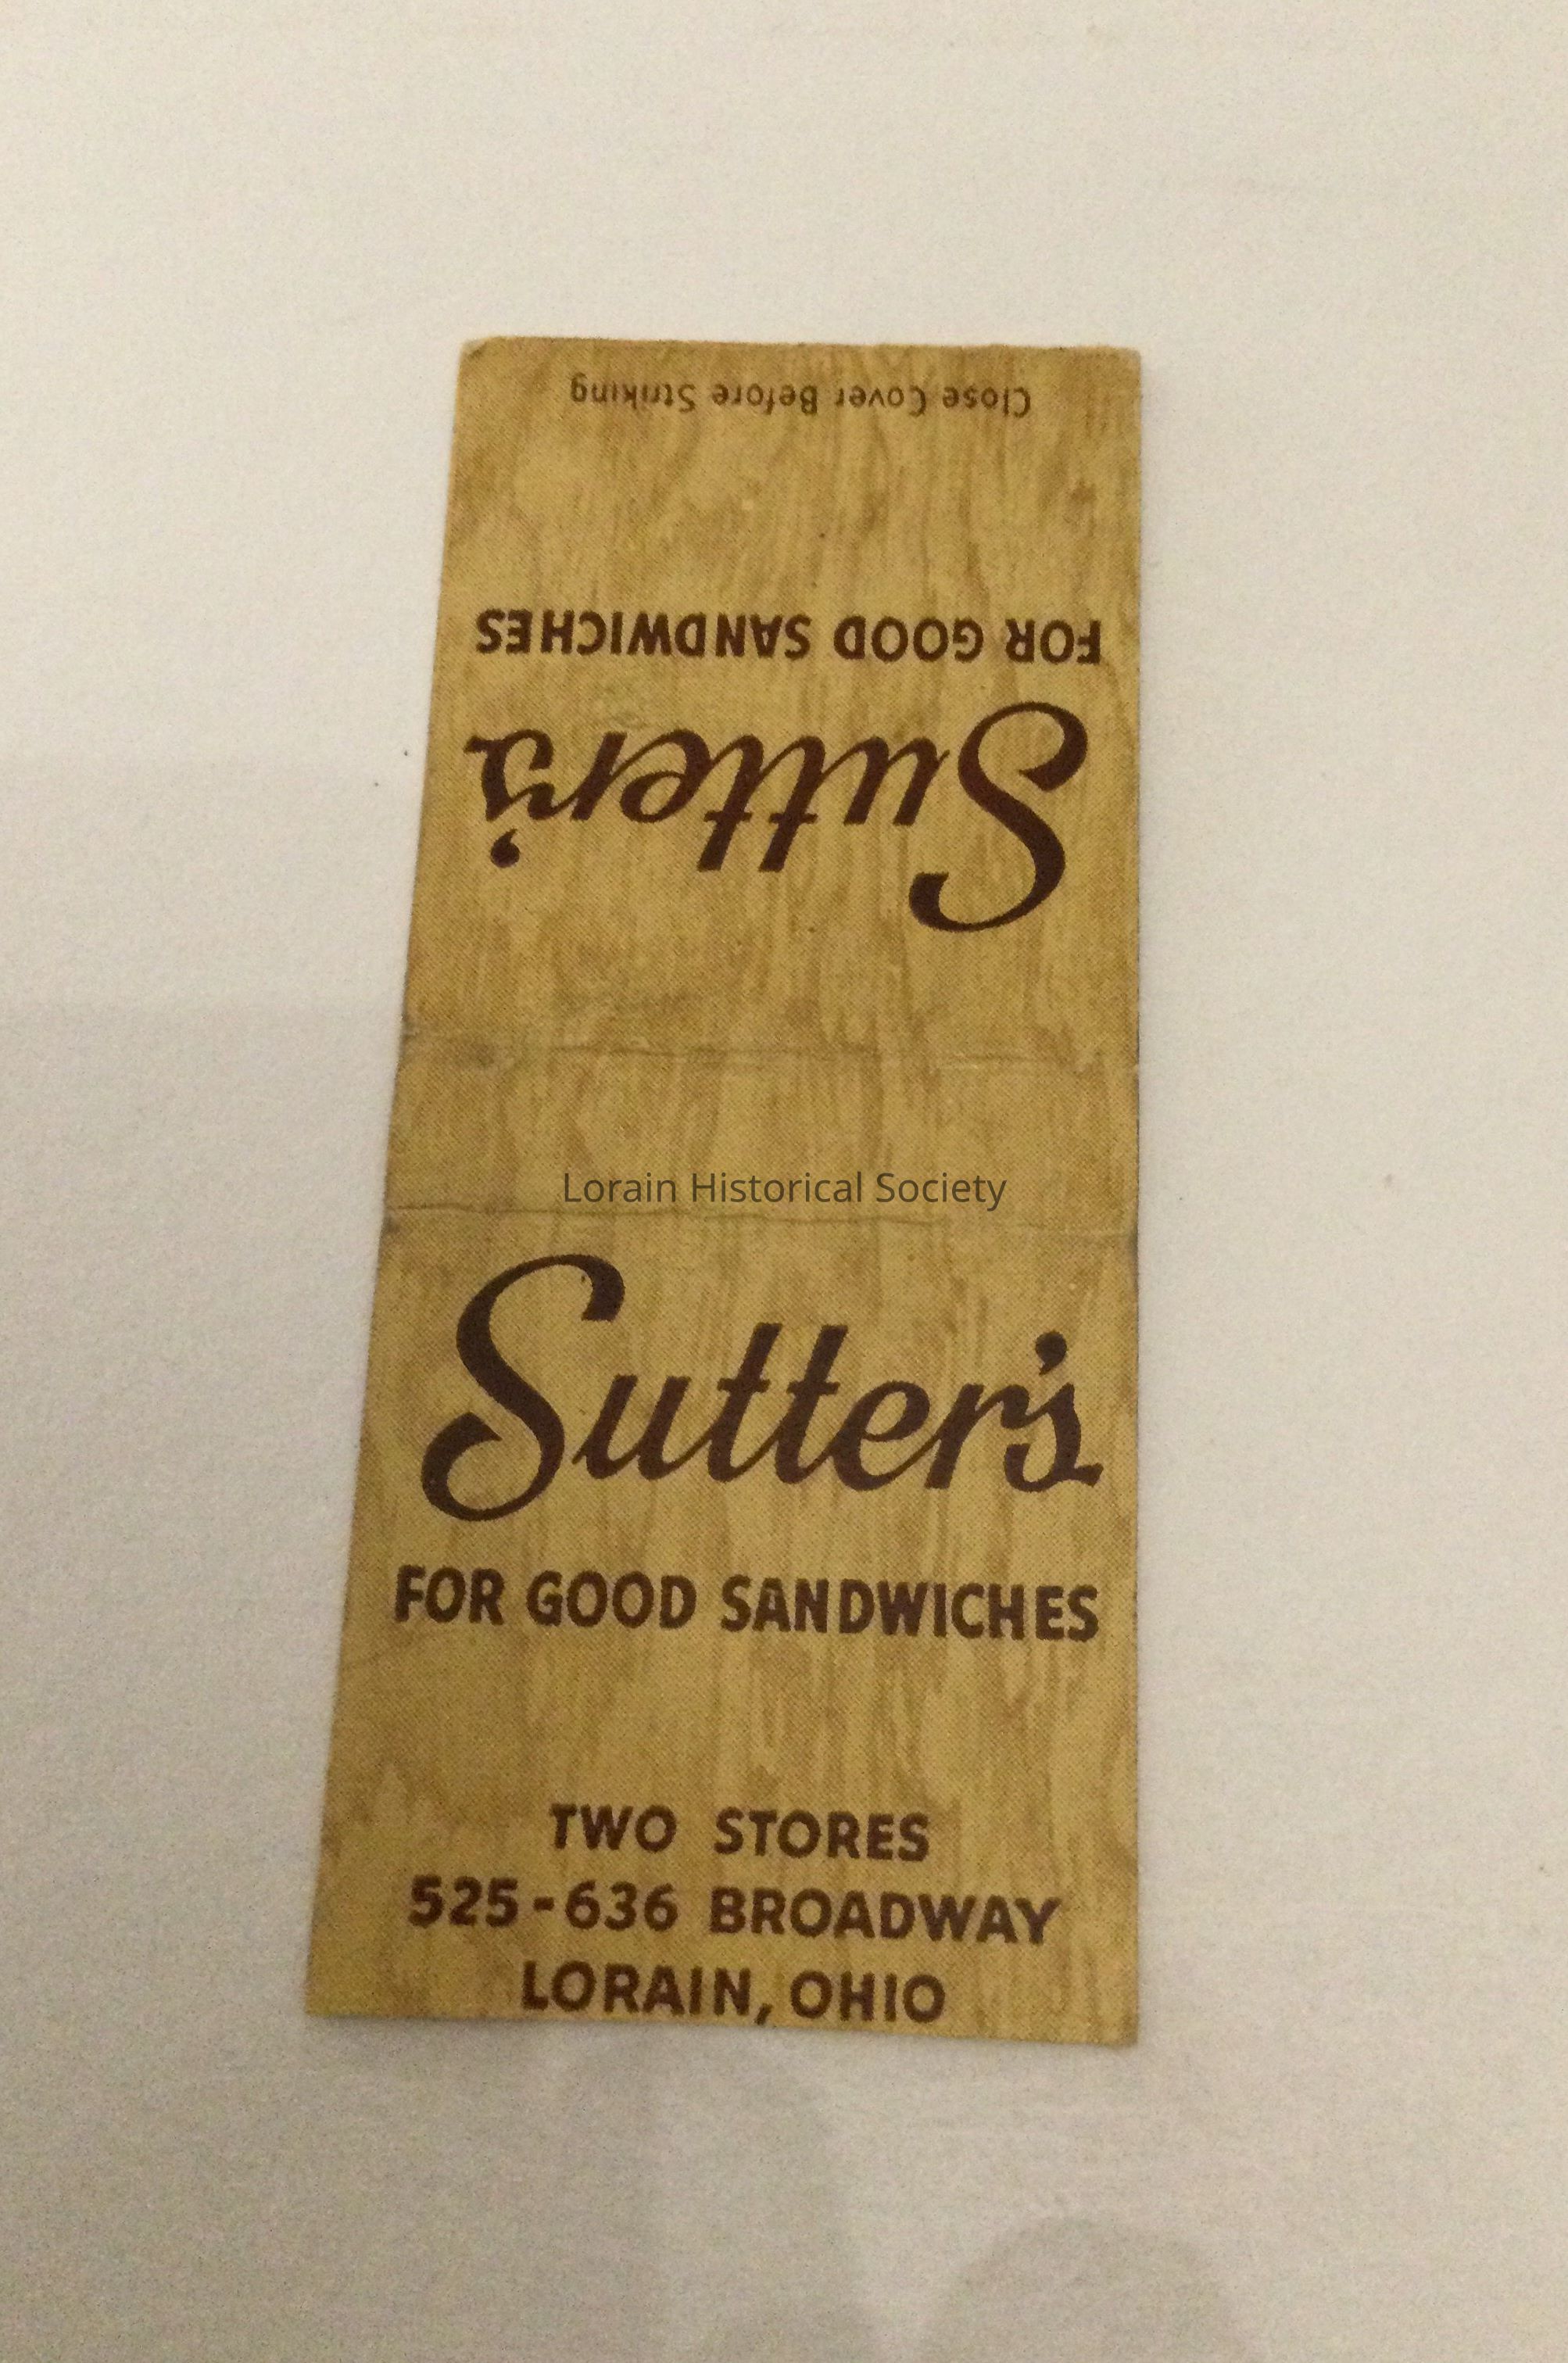 Close Cover Before Striking
FOR GOOD SANDWICHES
Sutter's
Lorain Historical Society
Sutter's
FOR GOOD SANDWICHES
TWO STORES
525-636 BROADWAY
LORAIN, OHIO